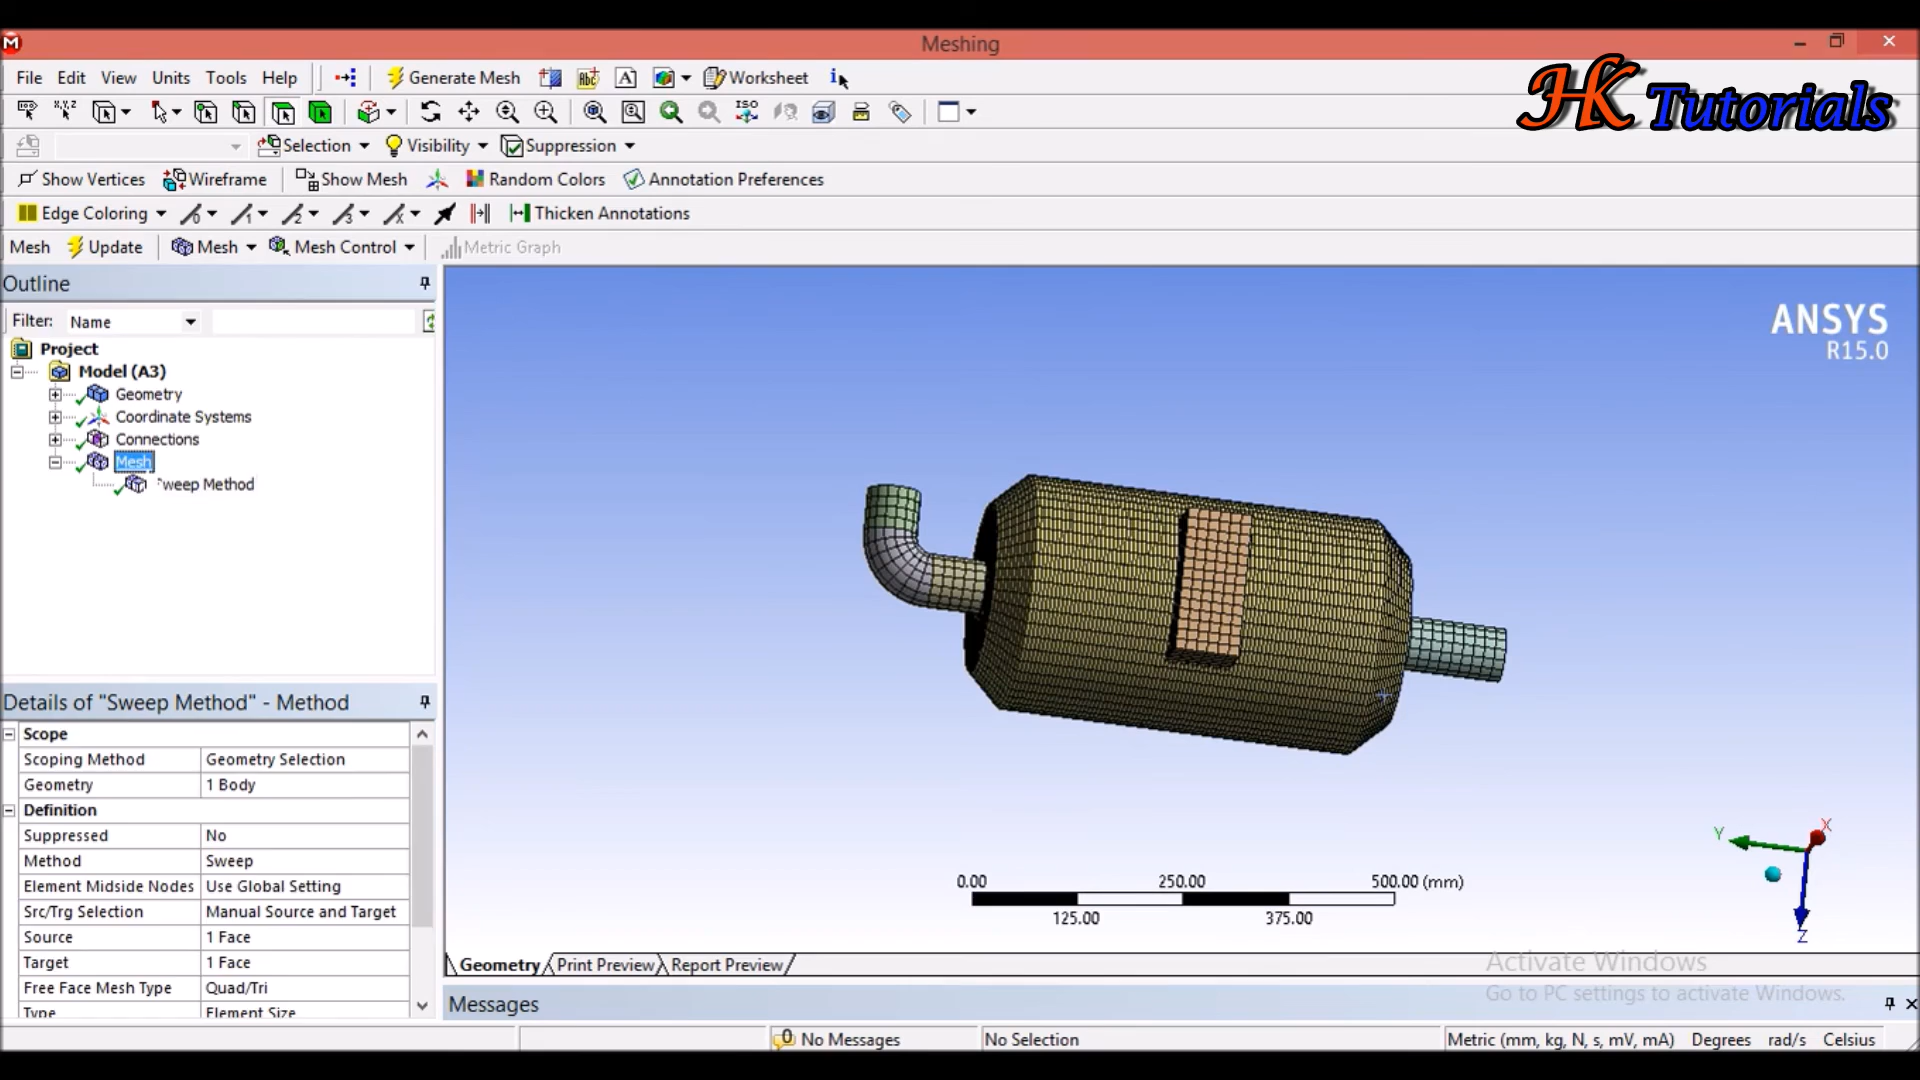 Meshing
HK Tutorials
File Edit View Units Tools Help Generate Mesh Abc A Worksheet i
ISO
Selection Visibility Suppression
Show Vertices Wireframe Show Mesh Random Colors Annotation Preferences
Edge Coloring Thicken Annotations
Mesh Update Mesh Mesh Control Metric Graph
Outline
Filter: Name
Project
Model (A3)
Geometry
Coordinate Systems
Connections
Mesh
weep Method
Details of "Sweep Method" - Method
Scope
Scoping Method Geometry Selection
Geometry 1 Body
Definition
Suppressed No
Method Sweep
Element Midside Nodes Use Global Setting
Src/Trg Selection Manual Source and Target
Source 1 Face
Target 1 Face
Free Face Mesh Type Quad/Tri
Type Element Size
ANSYS
R15.0
0.00 250.00 500.00 (mm)
125.00 375.00
Y X
Z
Geometry Print Preview Report Preview
Activate Windows
Go to PC settings to activate Windows.
Messages
0 No Messages No Selection Metric (mm, kg, N, s, mV, mA) Degrees rad/s Celsius